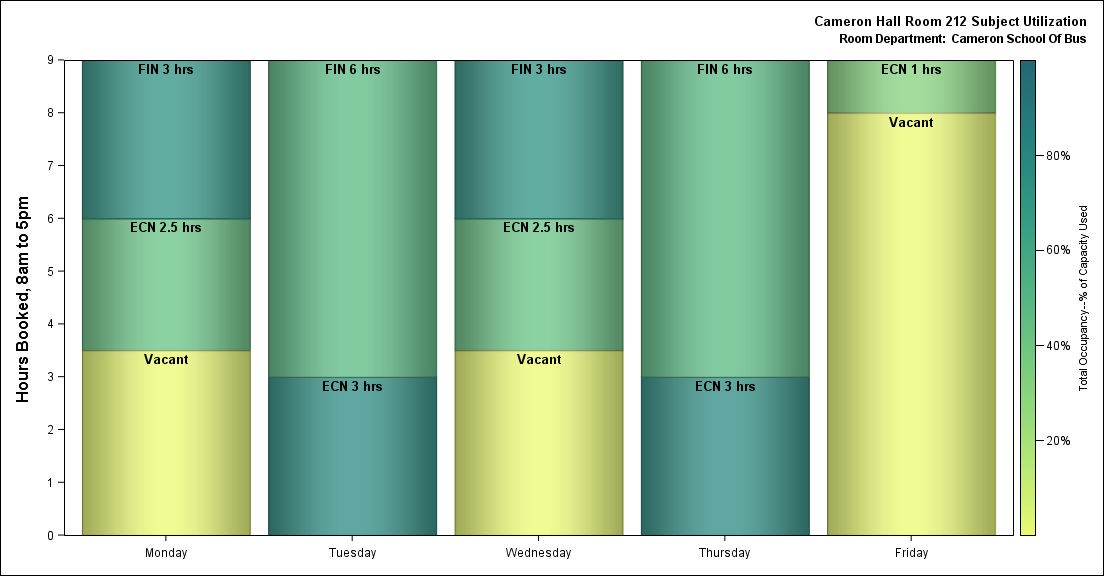 Cameron Hall Room 212 Subject Utilization
Room Department: Cameron School Of Bus
Hours Booked, 8am to 5pm
9
8
7
6
5
4
3
2
1
0
FIN 3 hrs
ECN 2.5 hrs
Vacant
FIN 6 hrs
ECN 3 hrs
FIN 3 hrs
ECN 2.5 hrs
Vacant
FIN 6 hrs
ECN 3 hrs
ECN 1 hrs
Vacant
Monday
Tuesday
Wednesday
Thursday
Friday
80%
60%
40%
20%
Total Occupancy--% of Capacity Used